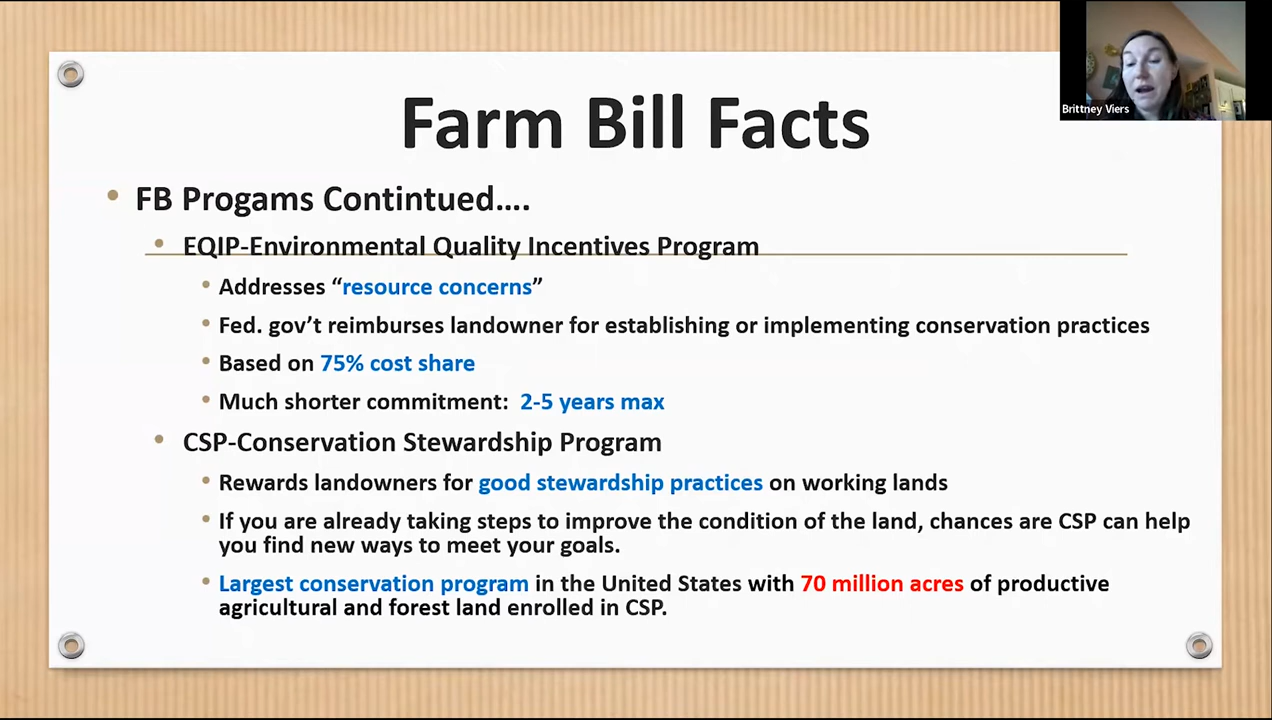 Brittney Viers
Farm Bill Facts
• FB Progams Contintued….
• EQIP-Environmental Quality Incentives Program
• Addresses “resource concerns”
• Fed. gov’t reimburses landowner for establishing or implementing conservation practices
• Based on 75% cost share
• Much shorter commitment: 2-5 years max
• CSP-Conservation Stewardship Program
• Rewards landowners for good stewardship practices on working lands
• If you are already taking steps to improve the condition of the land, chances are CSP can help
you find new ways to meet your goals.
• Largest conservation program in the United States with 70 million acres of productive
agricultural and forest land enrolled in CSP.